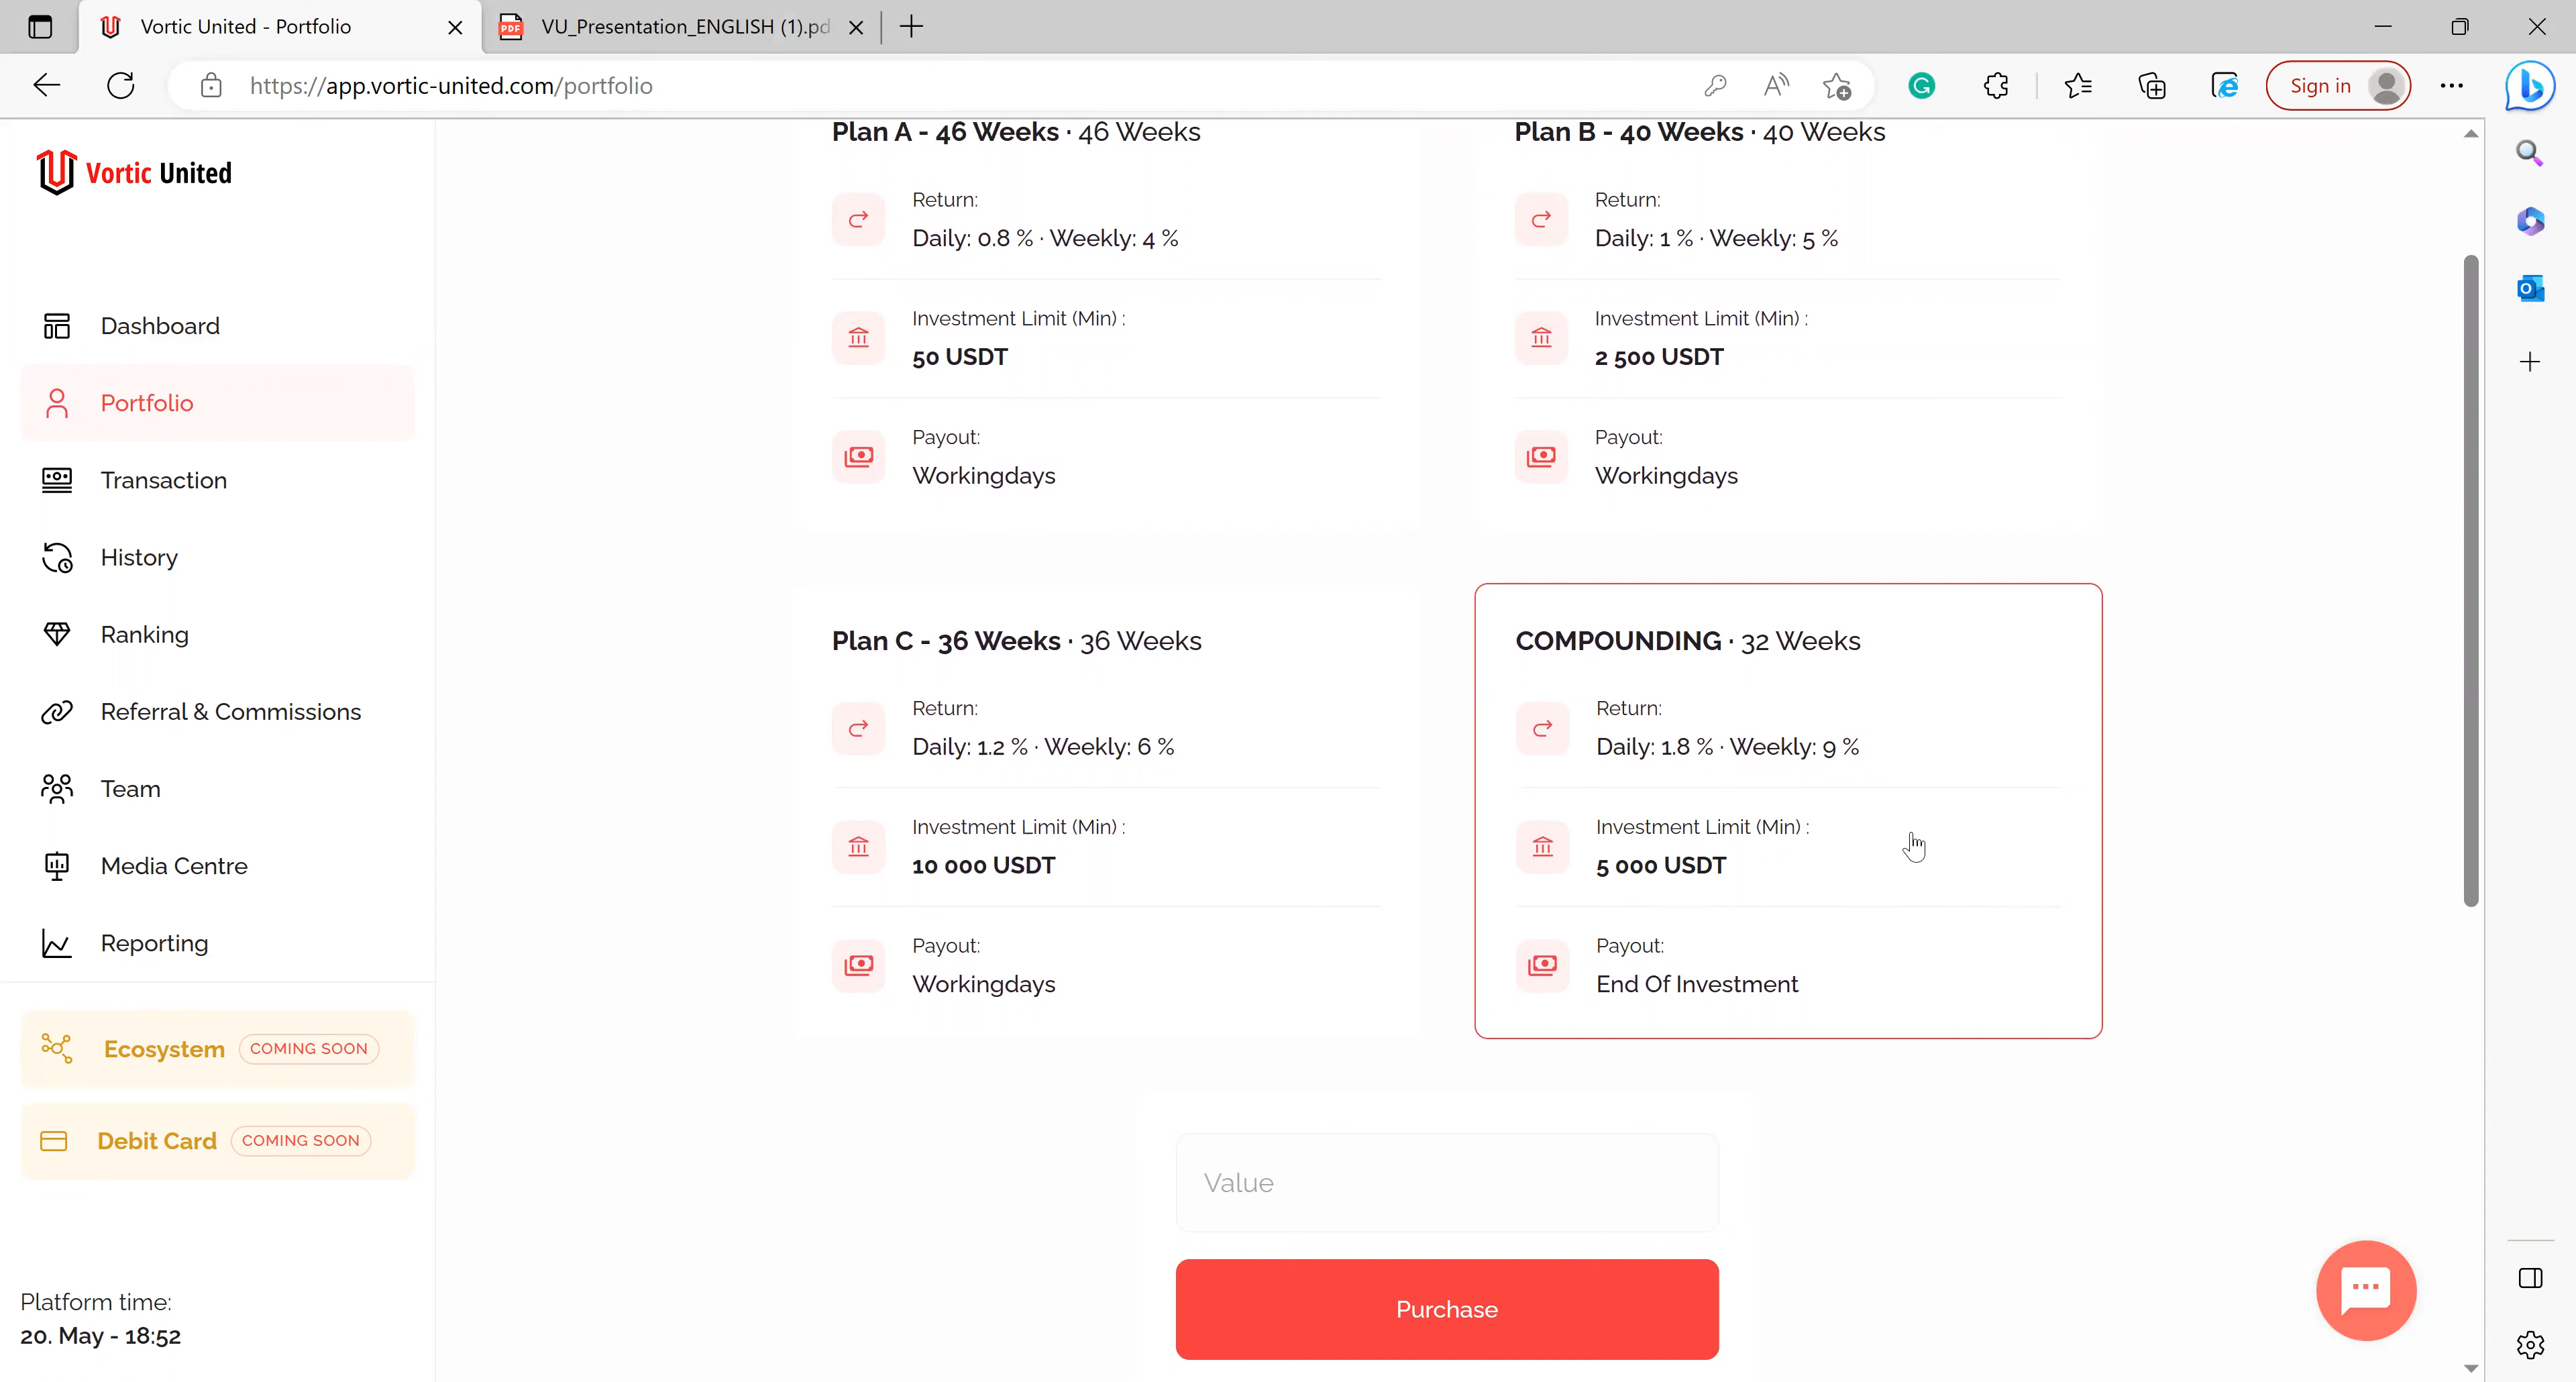 Vortic United - Portfolio
VU_Presentation_ENGLISH (1).pd
https://app.vortic-united.com/portfolio
Sign in
Vortic United
Dashboard
Portfolio
Transaction
History
Ranking
Referral & Commissions
Team
Media Centre
Reporting
Ecosystem COMING SOON
Debit Card COMING SOON
Platform time:
20. May - 18:52
Plan A - 46 Weeks · 46 Weeks
Return:
Daily: 0.8 % · Weekly: 4 %
Investment Limit (Min) :
50 USDT
Payout:
Workingdays
Plan B - 40 Weeks · 40 Weeks
Return:
Daily: 1 % · Weekly: 5 %
Investment Limit (Min) :
2 500 USDT
Payout:
Workingdays
Plan C - 36 Weeks · 36 Weeks
Return:
Daily: 1.2 % · Weekly: 6 %
Investment Limit (Min) :
10 000 USDT
Payout:
Workingdays
COMPOUNDING · 32 Weeks
Return:
Daily: 1.8 % · Weekly: 9 %
Investment Limit (Min) :
5 000 USDT
Payout:
End Of Investment
Value
Purchase